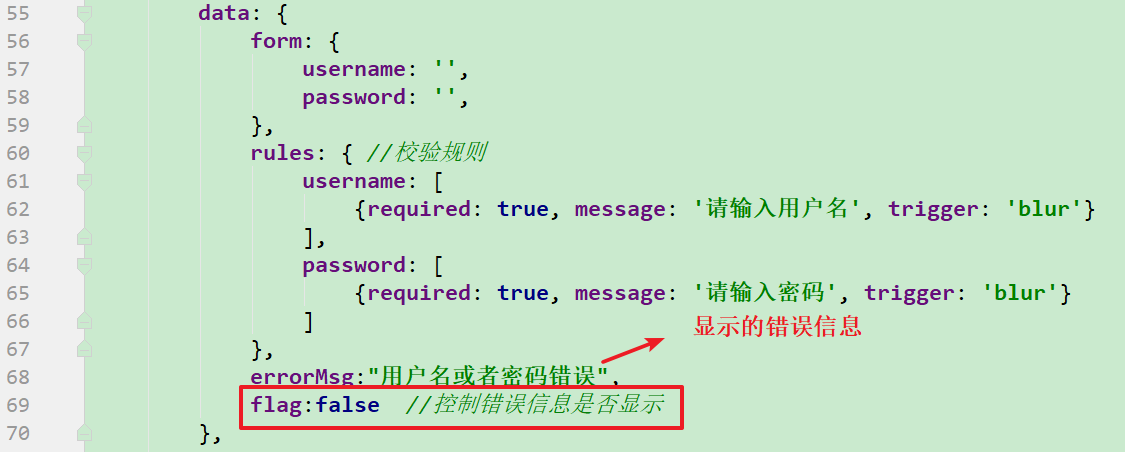 55 data: {
56 form: {
57 username: '',
58 password: '',
59 },
60 rules: { //校验规则
61 username: [
62 {required: true, message: '请输入用户名', trigger: 'blur'}
63 ],
64 password: [
65 {required: true, message: '请输入密码', trigger: 'blur'}
66 ]
显示的错误信息
67 },
68 errorMsg:"用户名或者密码错误",
69 flag:false //控制错误信息是否显示
70 },